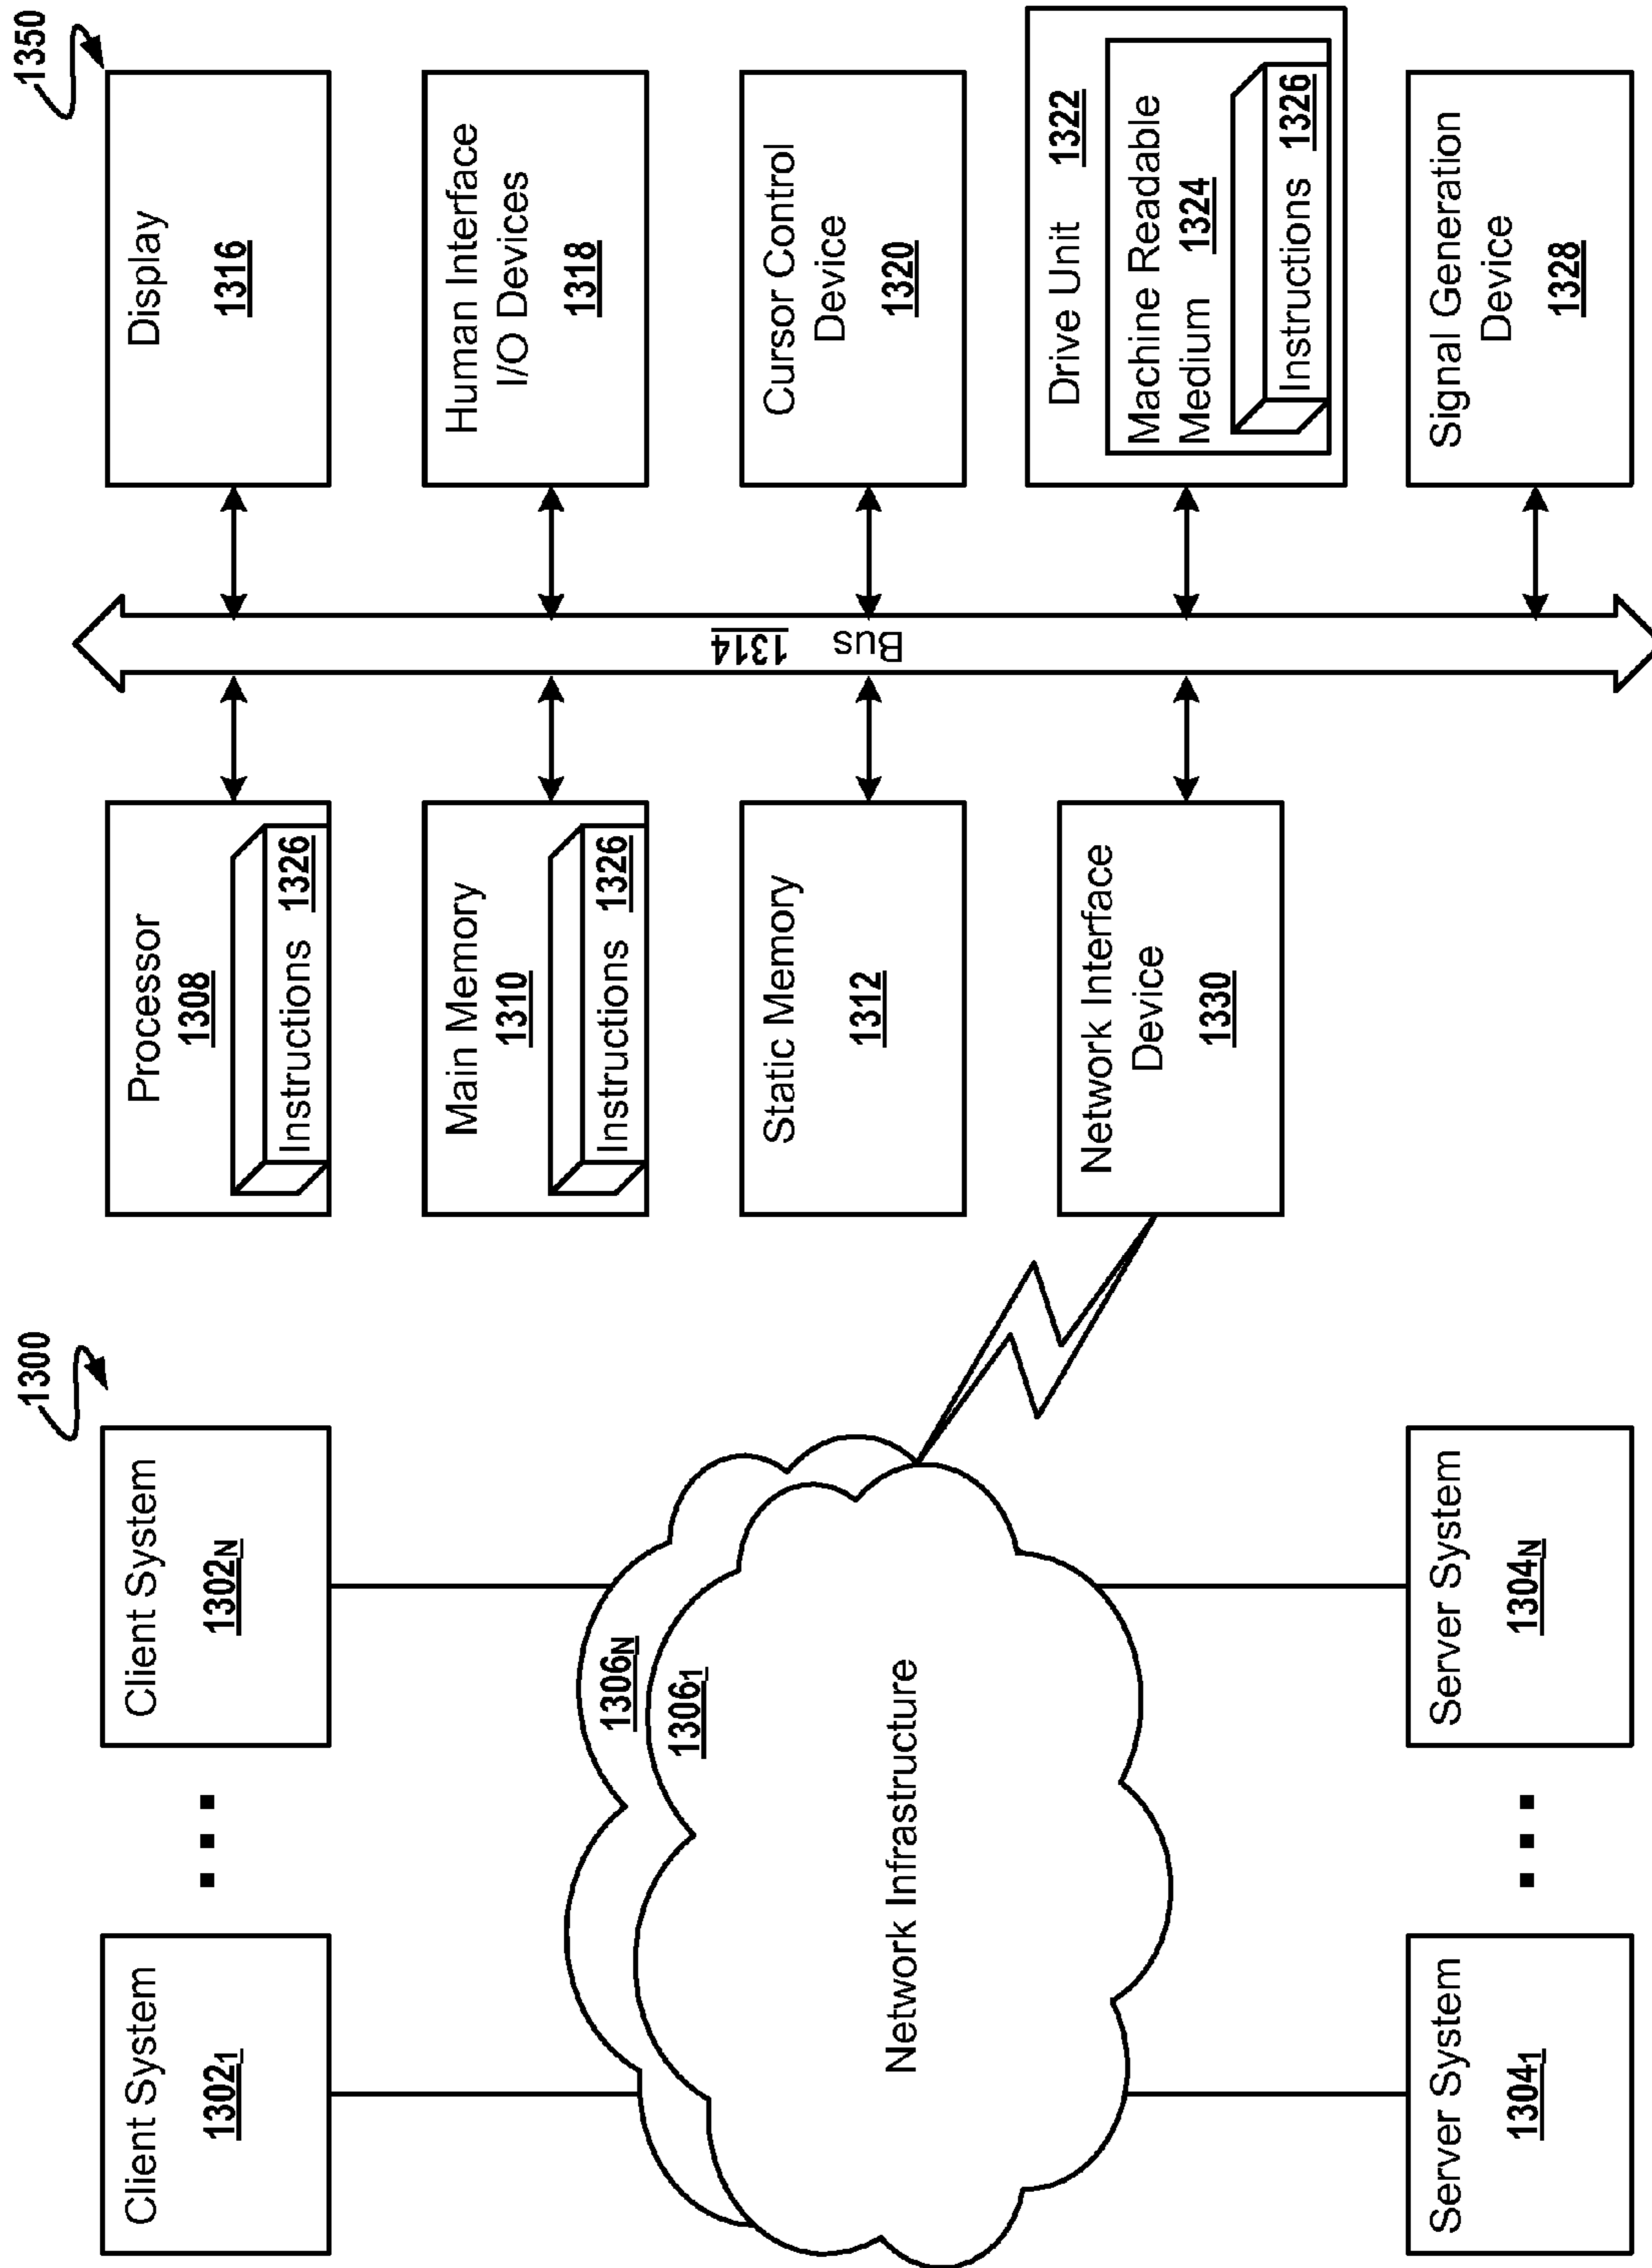 1300
Client System
1302₁
Client System
1302N
1306N
1306₁
Network Infrastructure
Server System
1304₁
Server System
1304N
1350
Processor
1308
Instructions 1326
Main Memory
1310
Instructions 1326
Static Memory
1312
Network Interface
Device
1330
Bus 1314
Display
1316
Human Interface
I/O Devices
1318
Cursor Control
Device
1320
Drive Unit 1322
Machine Readable
Medium 1324
Instructions 1326
Signal Generation
Device
1328